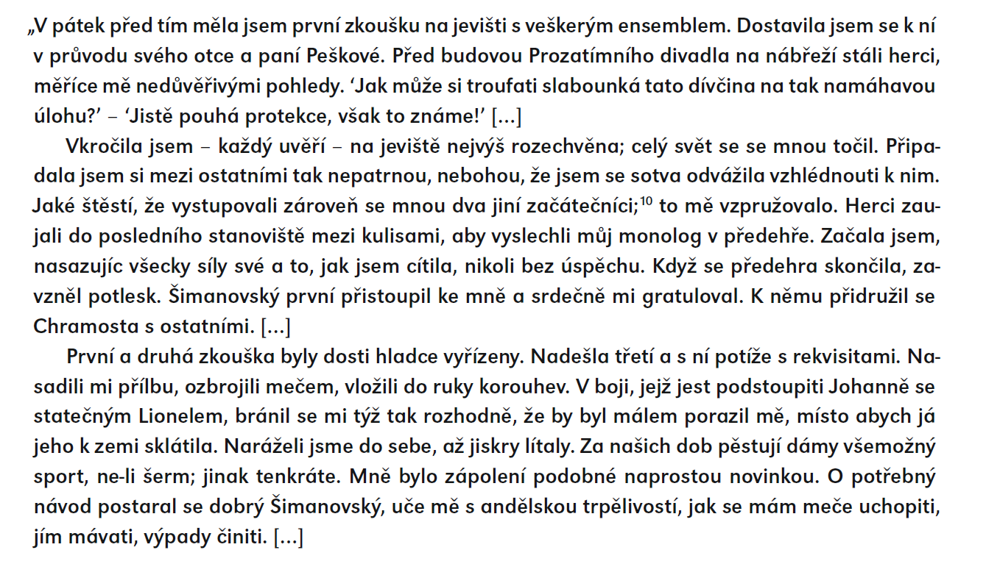 „V pátek před tím měla jsem první zkoušku na jevišti s veškerým ensemblem. Dostavila jsem se k ní
v průvodu svého otce a paní Peškové. Před budovou Prozatímního divadla na nábřeží stáli herci,
měříce mě nedůvěřivými pohledy. ‘Jak může si troufati slabounká tato dívčina na tak namáhavou
úlohu?’ – ‘Jistě pouhá protekce, však to známe!’ […]
Vkročila jsem – každý uvěří – na jeviště nejvýš rozechvěna; celý svět se se mnou točil. Připa-
dala jsem si mezi ostatními tak nepatrnou, nebohou, že jsem se sotva odvážila vzhlédnouti k nim.
Jaké štěstí, že vystupovali zároveň se mnou dva jiní začátečníci;¹⁰ to mě vzpružovalo. Herci zau-
jali do posledního stanoviště mezi kulisami, aby vyslechli můj monolog v předehře. Začala jsem,
nasazujíc všecky síly své a to, jak jsem cítila, nikoli bez úspěchu. Když se předehra skončila, za-
vzněl potlesk. Šimanovský první přistoupil ke mně a srdečně mi gratuloval. K němu přidružil se
Chramosta s ostatními. […]
První a druhá zkouška byly dosti hladce vyřízeny. Nadešla třetí a s ní potíže s rekvisitami. Na-
sadili mi přílbu, ozbrojili mečem, vložili do ruky korouhev. V boji, jejž jest podstoupiti Johanně se
statečným Lionelem, bránil se mi týž tak rozhodně, že by byl málem porazil mě, místo abych já
jeho k zemi sklátila. Naráželi jsme do sebe, až jiskry lítaly. Za našich dob pěstují dámy všemožný
sport, ne-li šerm; jinak tenkráte. Mně bylo zápolení podobné naprostou novinkou. O potřebný
návod postaral se dobrý Šimanovský, uče mě s andělskou trpělivostí, jak se mám meče uchopiti,
jím mávati, výpady činiti. […]